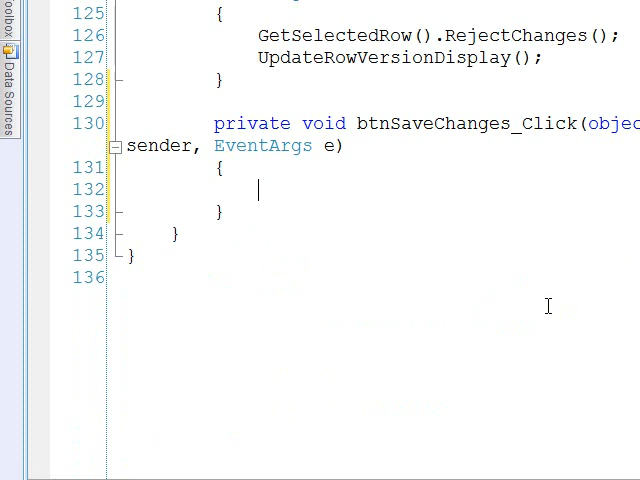 oolbox
Data Sources
125 {
126 GetSelectedRow().RejectChanges();
127 UpdateRowVersionDisplay();
128 }
129
130 private void btnSaveChanges_Click(objec
sender, EventArgs e)
131 {
132
133 }
134 }
135 }
136